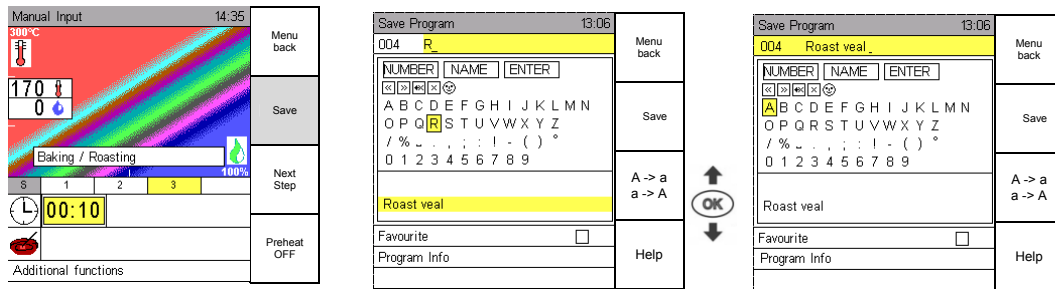 Manual Input 14:35
300°C
170
0
Baking / Roasting
100%
S 1 2 3
00:10
Additional functions
Menu
back
Save
Next
Step
Preheat
OFF
Save Program 13:06
004 R_
NUMBER NAME ENTER
« »
A B C D E F G H I J K L M N
O P Q R S T U V W X Y Z
/ % ⎵ . , ; : ! - ( ) °
0 1 2 3 4 5 6 7 8 9
Roast veal
Favourite
Program Info
Menu
back
Save
A -> a
a -> A
Help
OK
Save Program 13:06
004 Roast veal_
NUMBER NAME ENTER
« »
A B C D E F G H I J K L M N
O P Q R S T U V W X Y Z
/ % ⎵ . , ; : ! - ( ) °
0 1 2 3 4 5 6 7 8 9
Roast veal
Favourite
Program Info
Menu
back
Save
A -> a
a -> A
Help